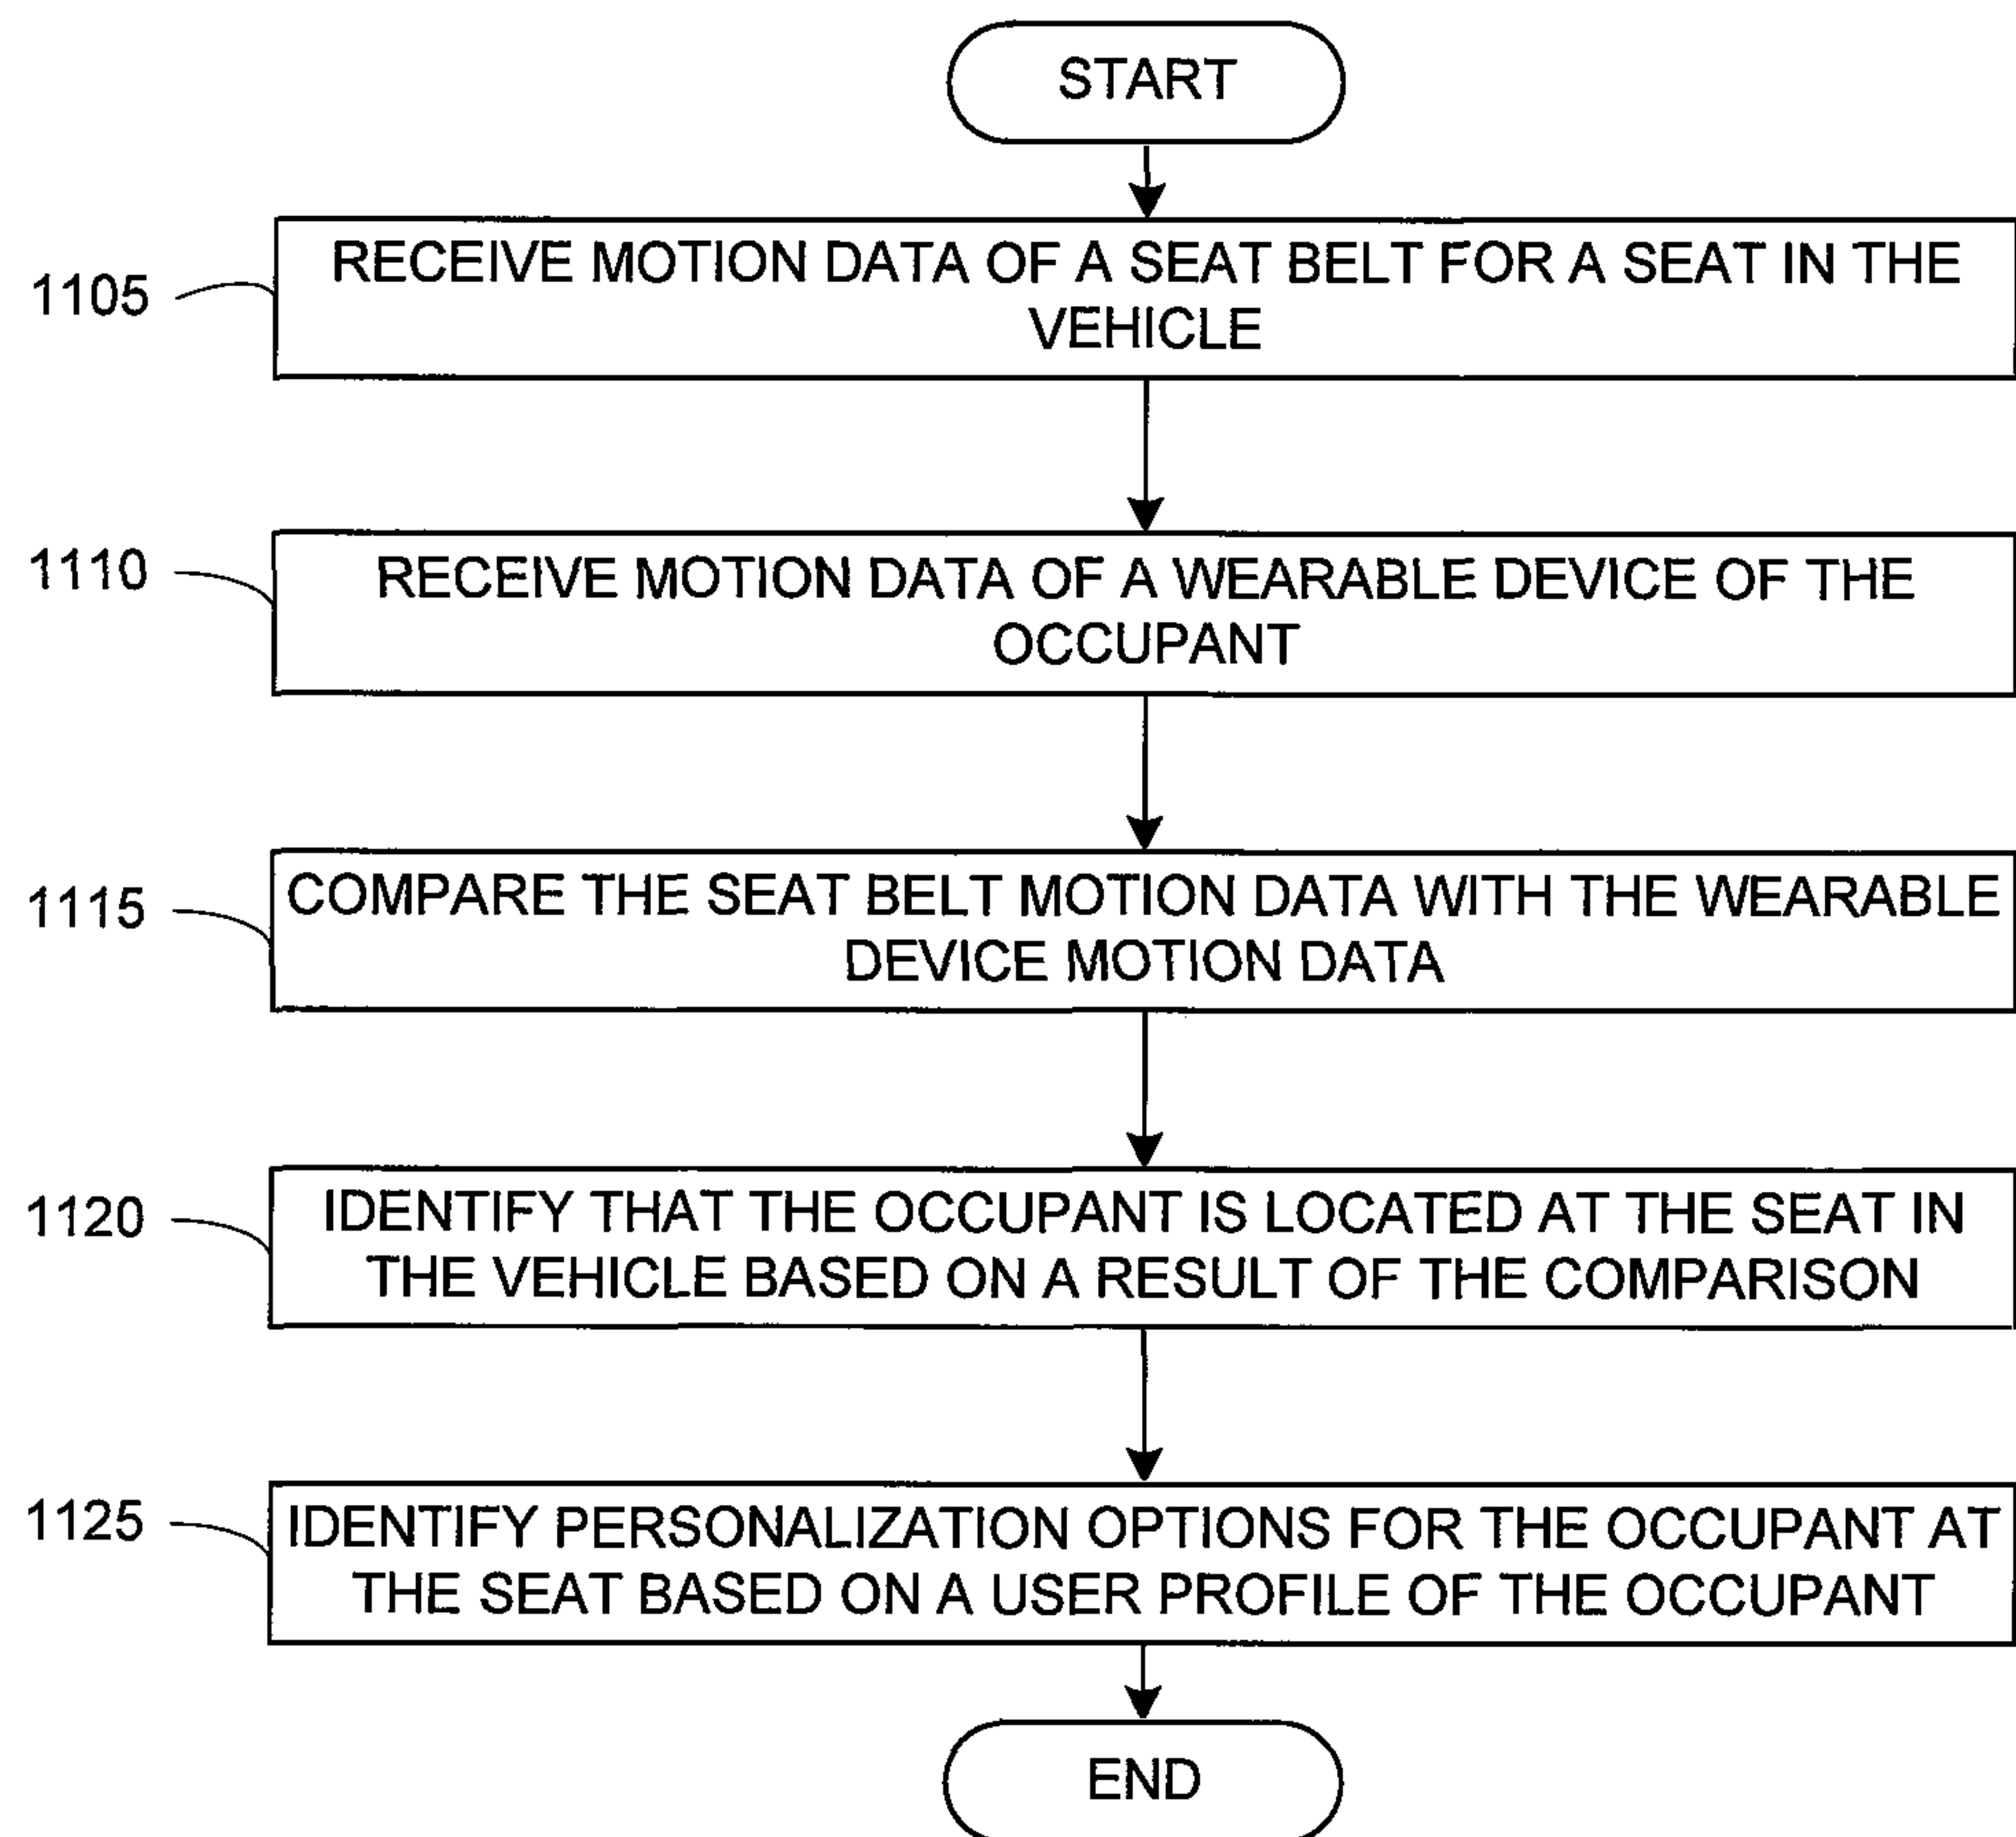 START
1105
RECEIVE MOTION DATA OF A SEAT BELT FOR A SEAT IN THE
VEHICLE
1110
RECEIVE MOTION DATA OF A WEARABLE DEVICE OF THE
OCCUPANT
1115
COMPARE THE SEAT BELT MOTION DATA WITH THE WEARABLE
DEVICE MOTION DATA
1120
IDENTIFY THAT THE OCCUPANT IS LOCATED AT THE SEAT IN
THE VEHICLE BASED ON A RESULT OF THE COMPARISON
1125
IDENTIFY PERSONALIZATION OPTIONS FOR THE OCCUPANT AT
THE SEAT BASED ON A USER PROFILE OF THE OCCUPANT
END